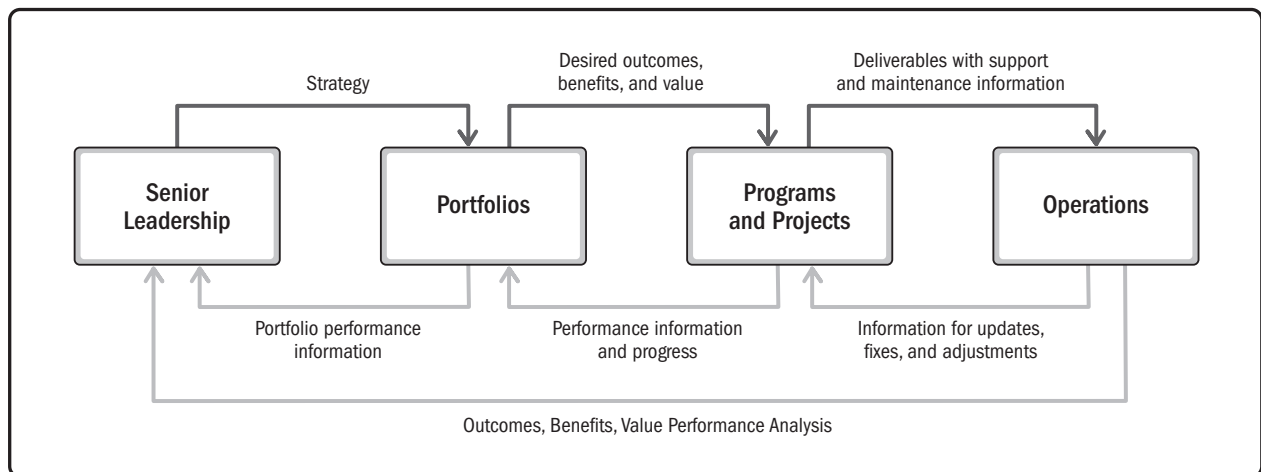 Strategy
Desired outcomes,
benefits, and value
Deliverables with support
and maintenance information
Senior
Leadership
Portfolios
Programs
and Projects
Operations
Portfolio performance
information
Performance information
and progress
Information for updates,
fixes, and adjustments
Outcomes, Benefits, Value Performance Analysis